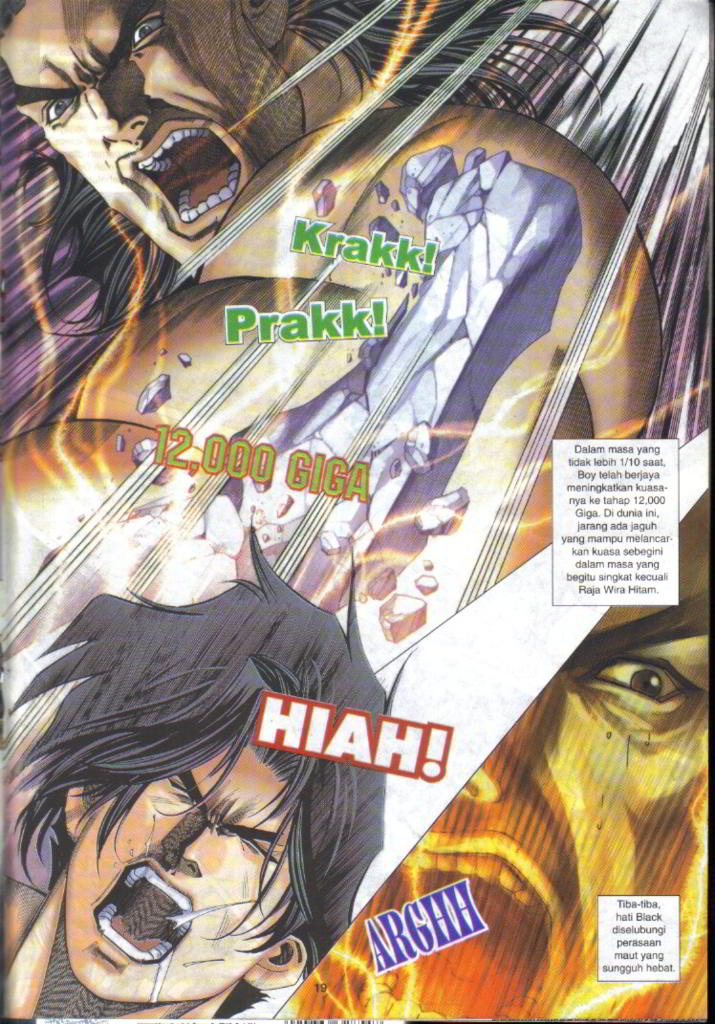 Krakk!
Prakk!
12,000 GIGA
Dalam masa yang
tidak lebih 1/10 saat,
Boy telah berjaya
meningkatkan kuasa-
nya ke tahap 12,000
Giga. Di dunia ini,
jarang ada jaguh
yang mampu melancar-
kan kuasa sebegini
dalam masa yang
begitu singkat kecuali
Raja Wira Hitam.
HIAH!
ARGHH
Tiba-tiba,
hati Black
diselubungi
perasaan
maut yang
sungguh hebat.
19